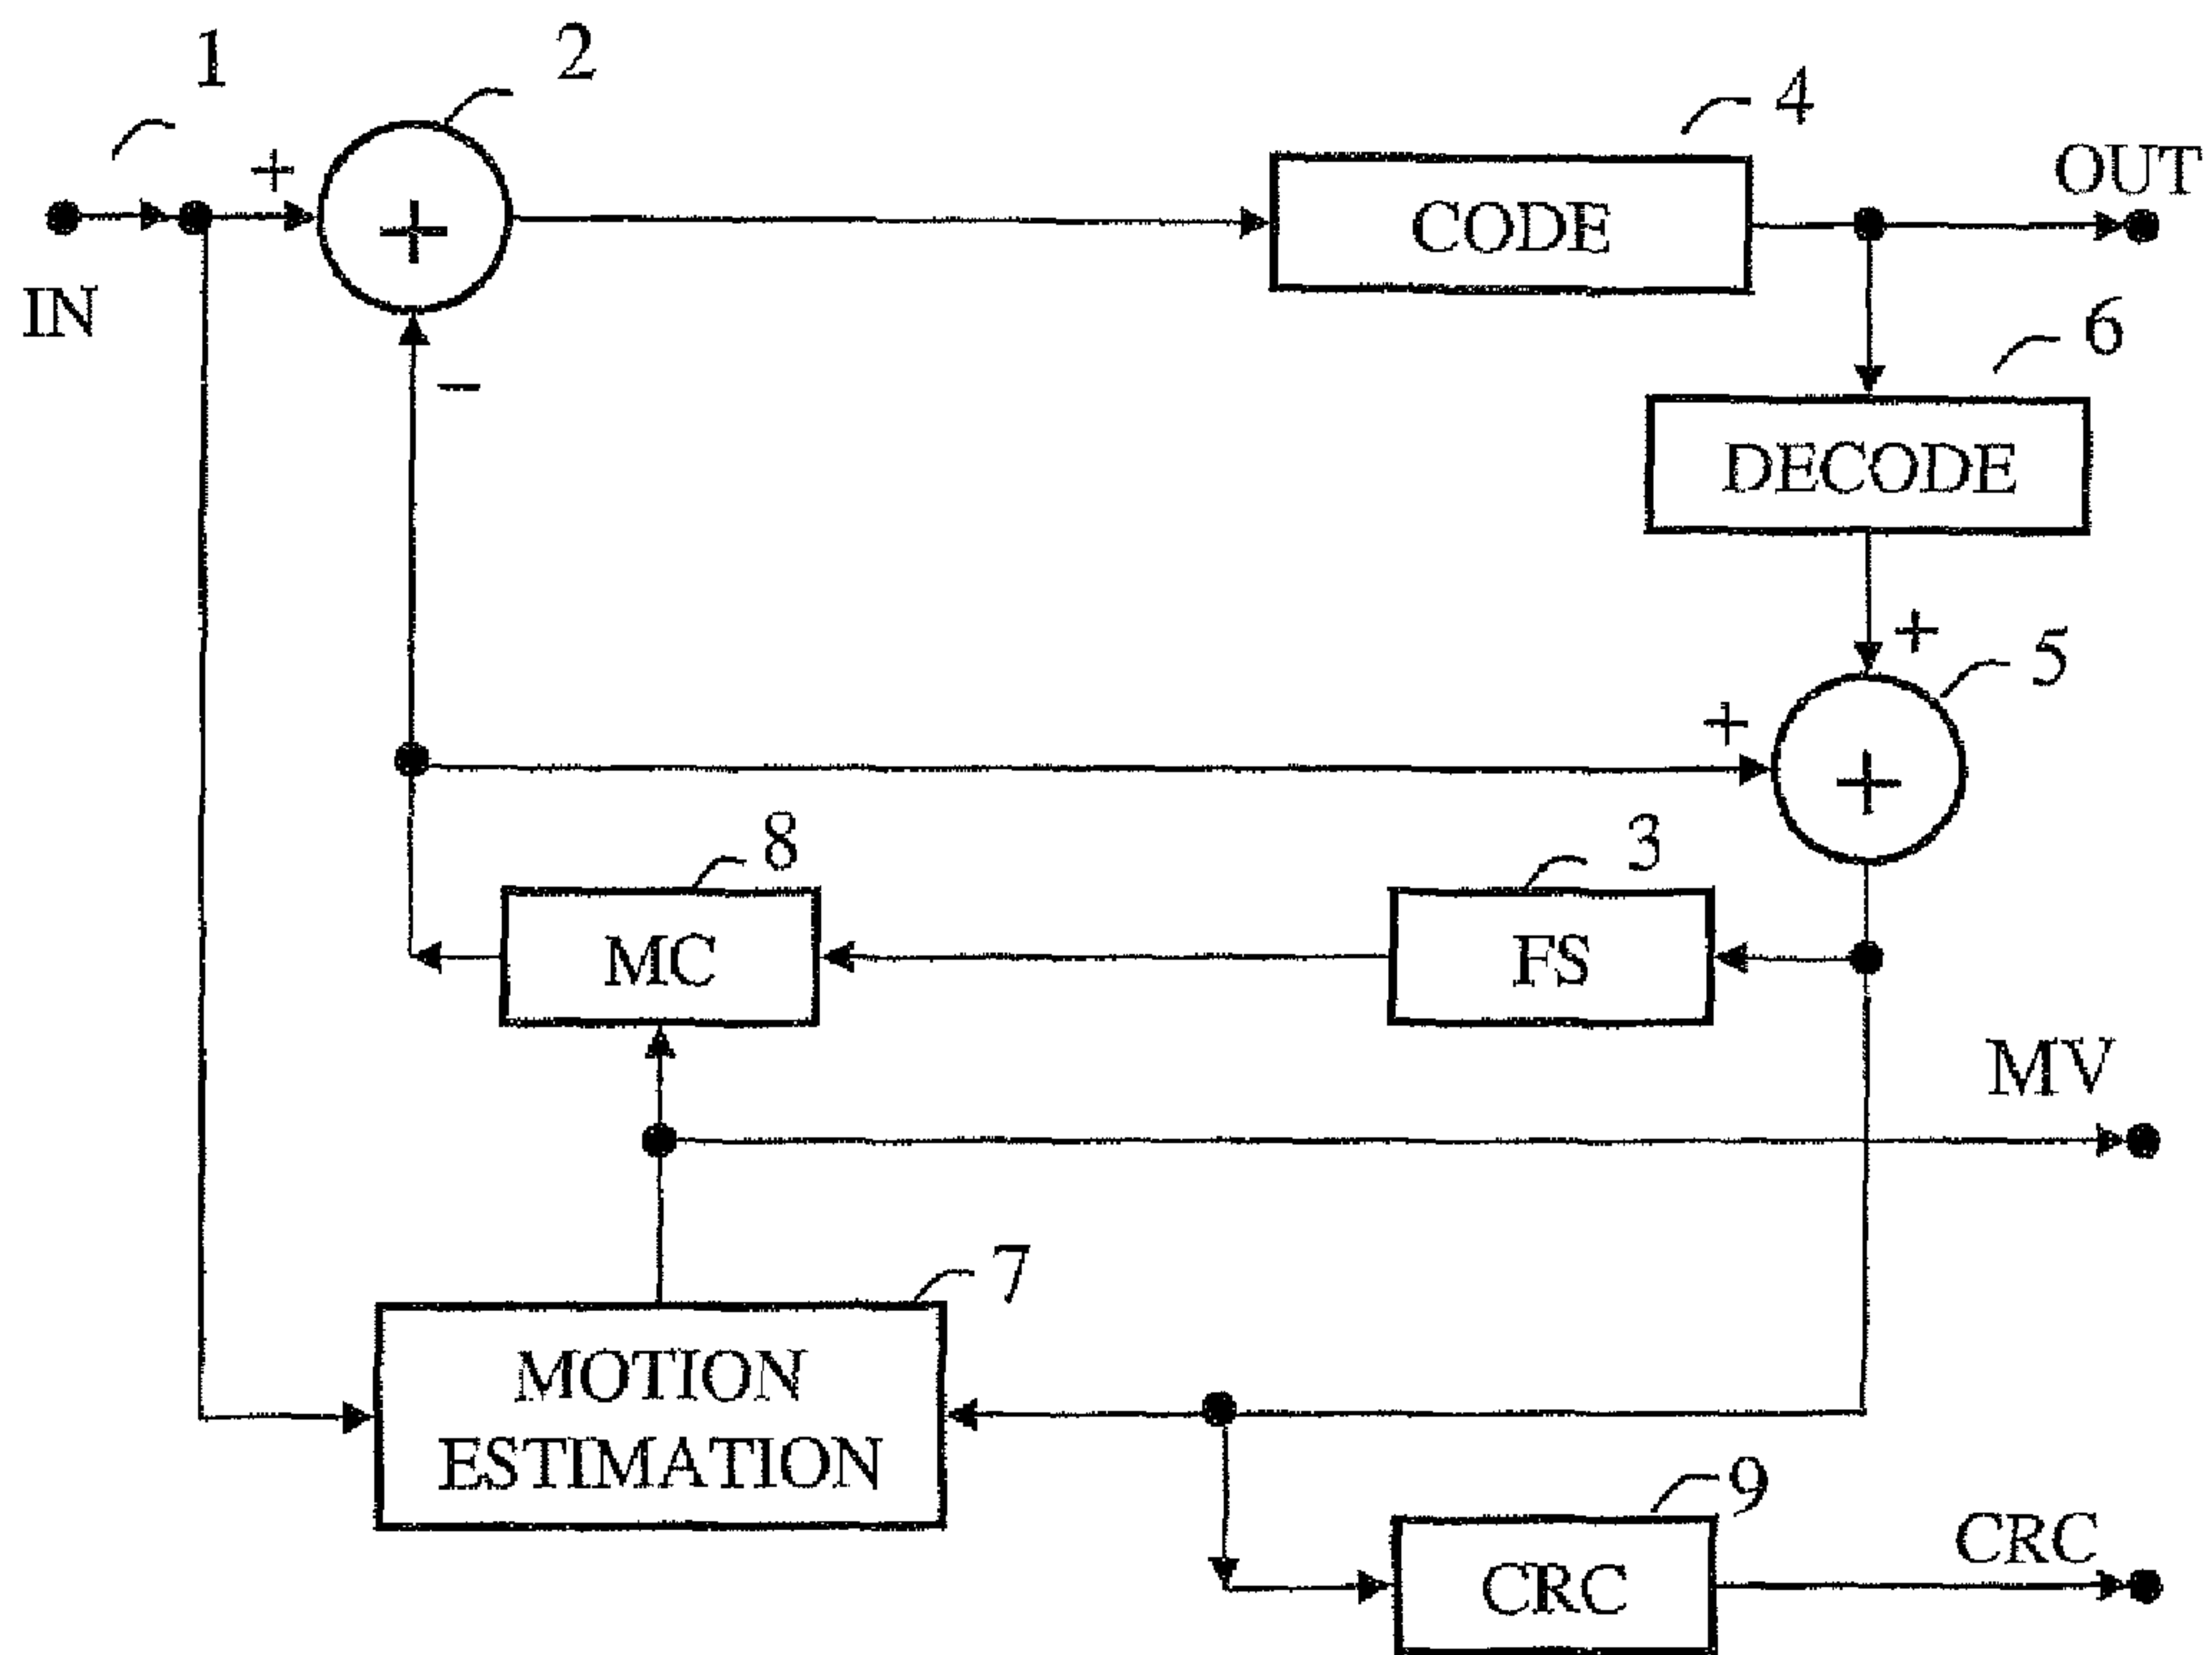 1
2
4
+
+
CODE
OUT
IN
6
−
DECODE
+
5
+
+
8
3
MC
FS
MV
7
MOTION
ESTIMATION
9
CRC
CRC